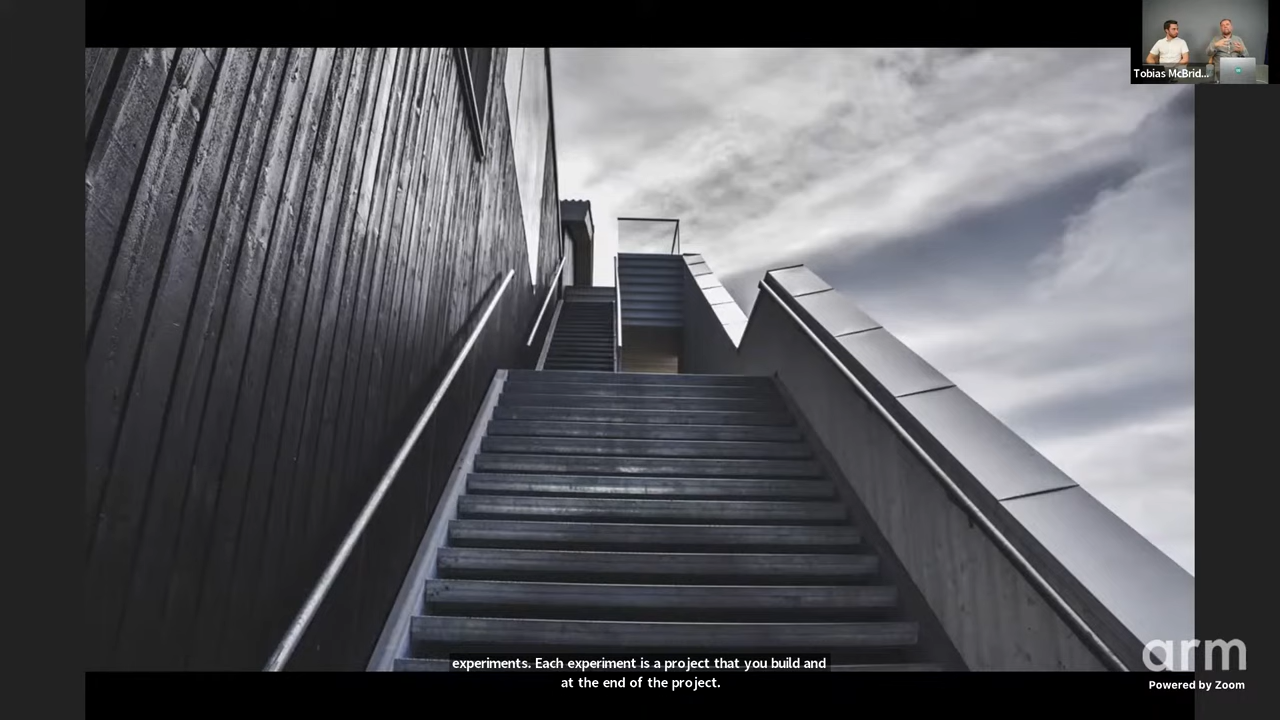 Tobias McBrid...
experiments. Each experiment is a project that you build and
at the end of the project.
arm
Powered by Zoom